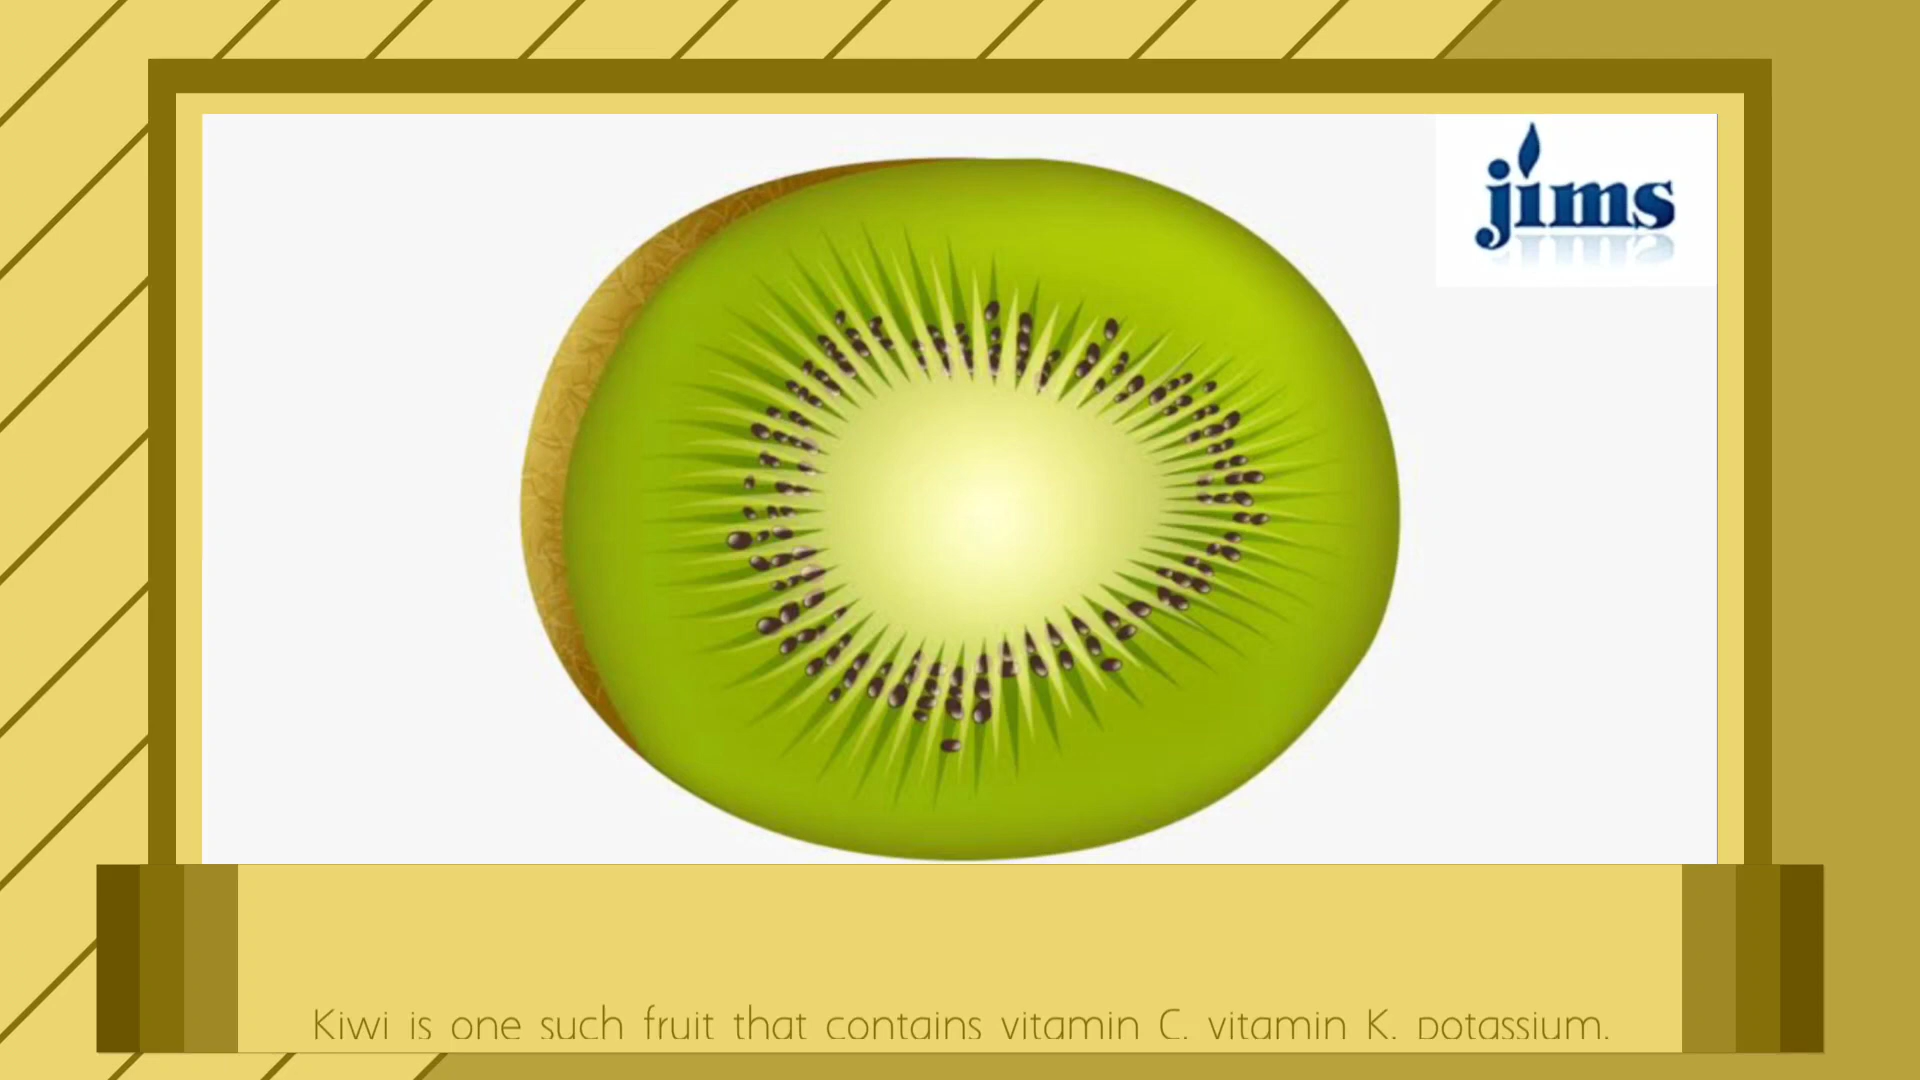 jims
Kiwi is one such fruit that contains vitamin C, vitamin K, potassium,